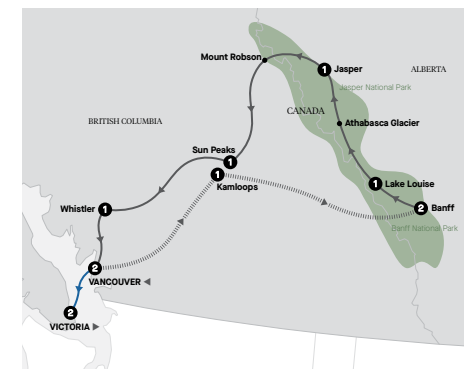 Mount Robson
1
Jasper
ALBERTA
Jasper National Park
CANADA
BRITISH COLUMBIA
Athabasca Glacier
Sun Peaks
1
1
Kamloops
1
Lake Louise
Whistler
1
2
Banff
Banff National Park
2
VANCOUVER
2
VICTORIA